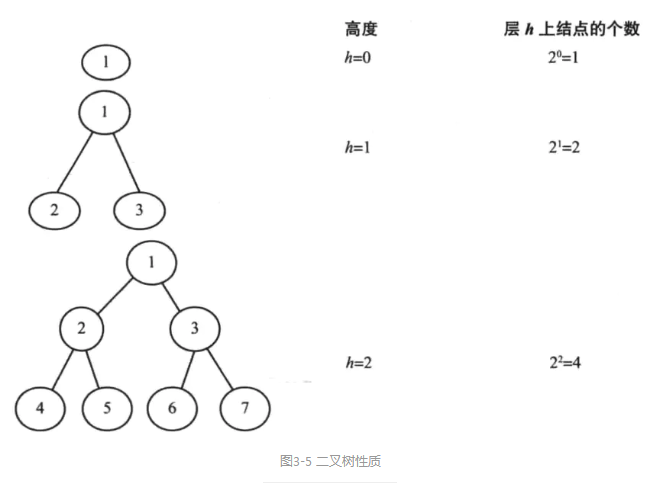 高度 层 h 上结点的个数
1 h=0 2⁰=1
1
h=1 2¹=2
2 3
1
2 3
h=2 2²=4
4 5 6 7
图3-5 二叉树性质